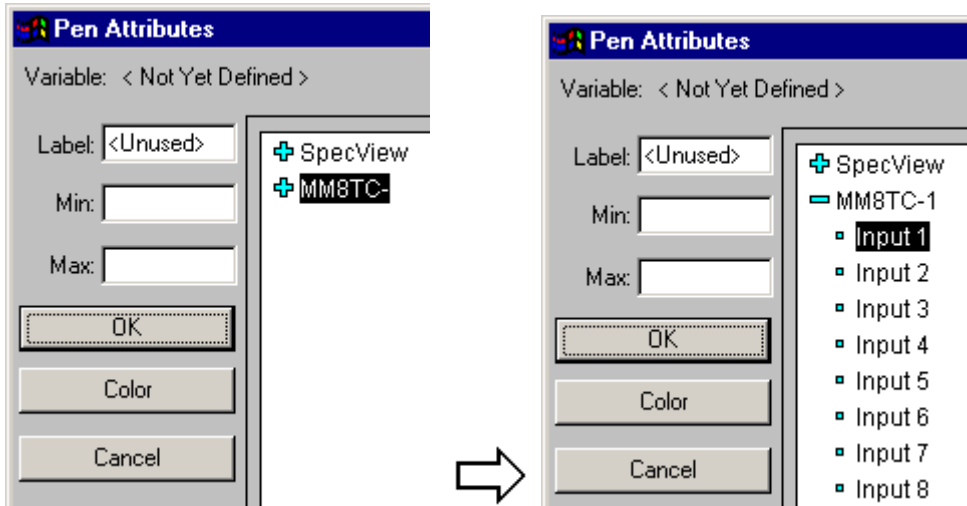 Pen Attributes
Variable: < Not Yet Defined >
Label: <Unused>
SpecView
MM8TC-
Min:
Max:
OK
Color
Cancel
Pen Attributes
Variable: < Not Yet Defined >
Label: <Unused>
SpecView
MM8TC-1
Min:
Input 1
Input 2
Max:
Input 3
OK
Input 4
Input 5
Color
Input 6
Input 7
Cancel
Input 8